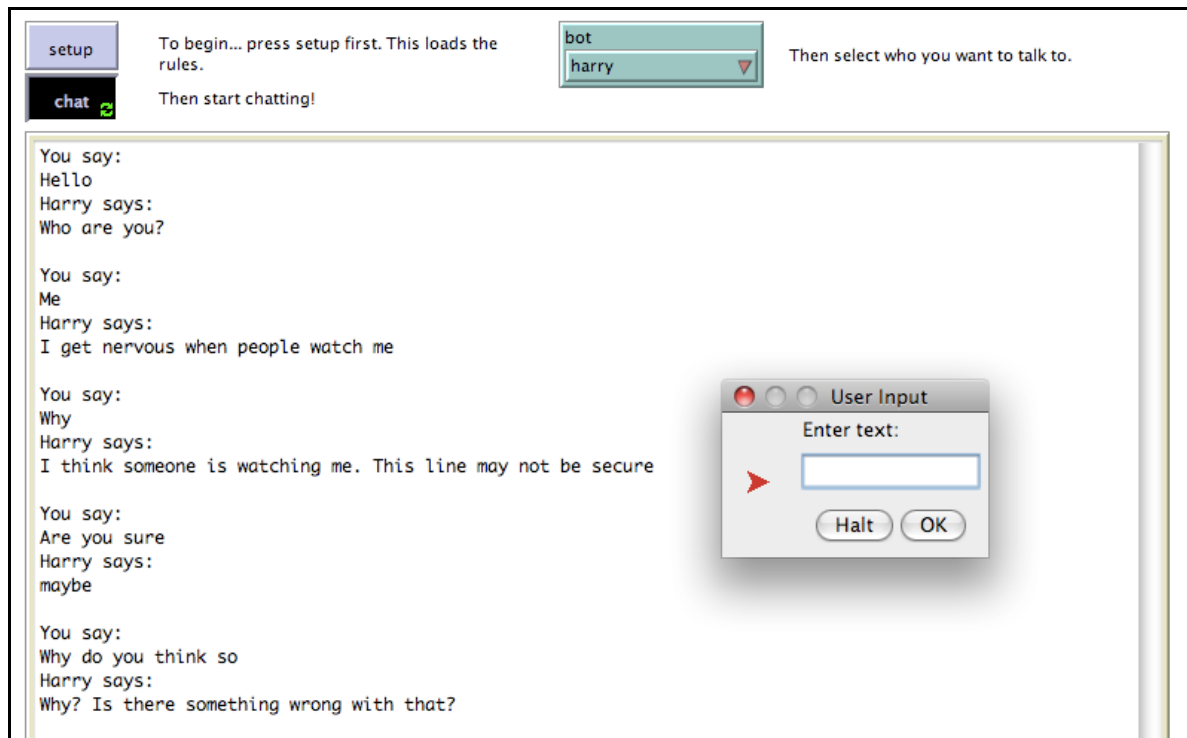 setup
To begin... press setup first. This loads the
rules.
bot
harry
Then select who you want to talk to.
chat
Then start chatting!
You say:
Hello
Harry says:
Who are you?
You say:
Me
Harry says:
I get nervous when people watch me
You say:
Why
Harry says:
I think someone is watching me. This line may not be secure
You say:
Are you sure
Harry says:
maybe
You say:
Why do you think so
Harry says:
Why? Is there something wrong with that?
User Input
Enter text:
Halt
OK